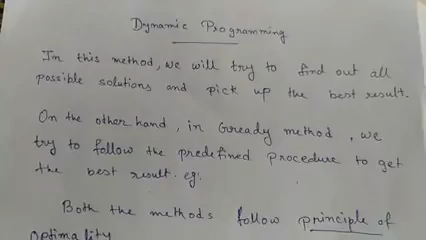 Dynamic Programming
In this method, we will try to find out all
possible solutions and pick up the best result.
On the other hand, in Gready method, we
try to follow the predefined procedure to get
the best result. eg:
Both the methods follow principle of
optimality